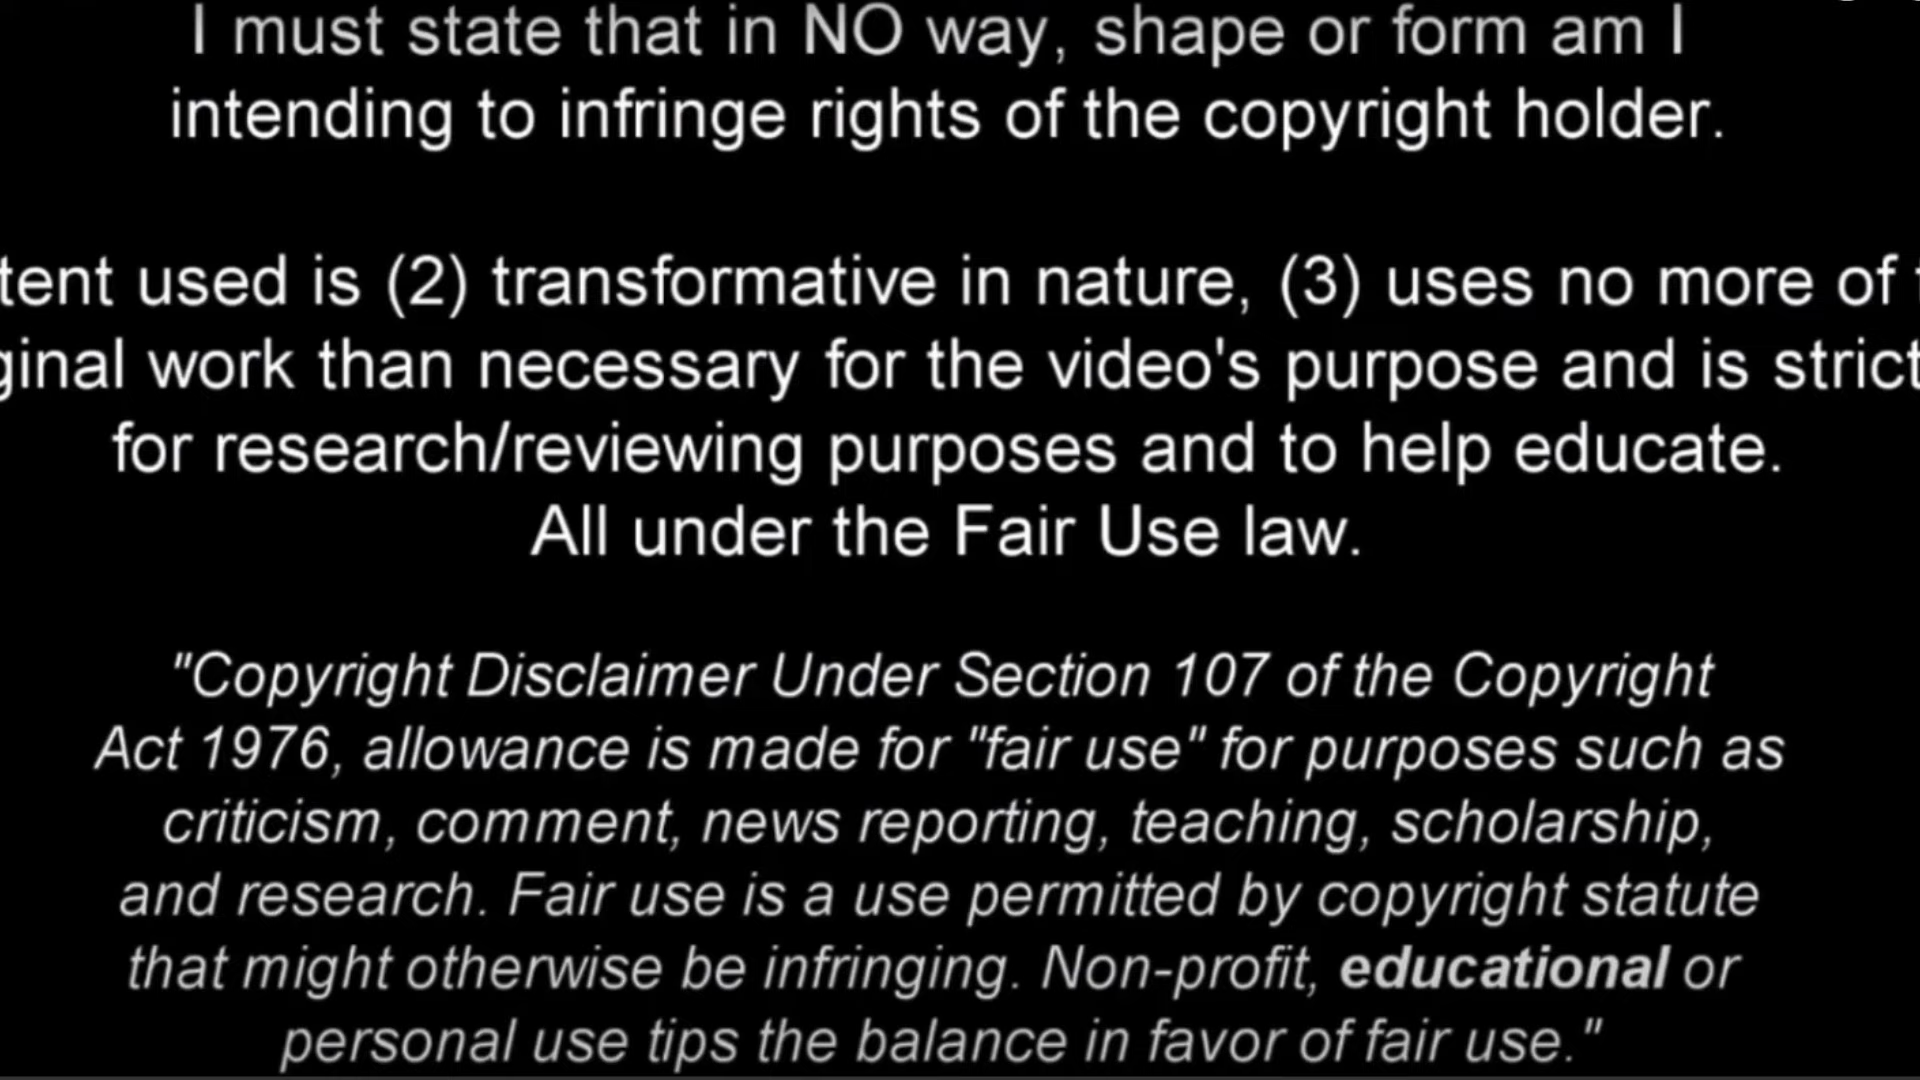 I must state that in NO way, shape or form am I
intending to infringe rights of the copyright holder.
tent used is (2) transformative in nature, (3) uses no more of
ginal work than necessary for the video's purpose and is strict
for research/reviewing purposes and to help educate.
All under the Fair Use law.
"Copyright Disclaimer Under Section 107 of the Copyright
Act 1976, allowance is made for "fair use" for purposes such as
criticism, comment, news reporting, teaching, scholarship,
and research. Fair use is a use permitted by copyright statute
that might otherwise be infringing. Non-profit, educational or
personal use tips the balance in favor of fair use."